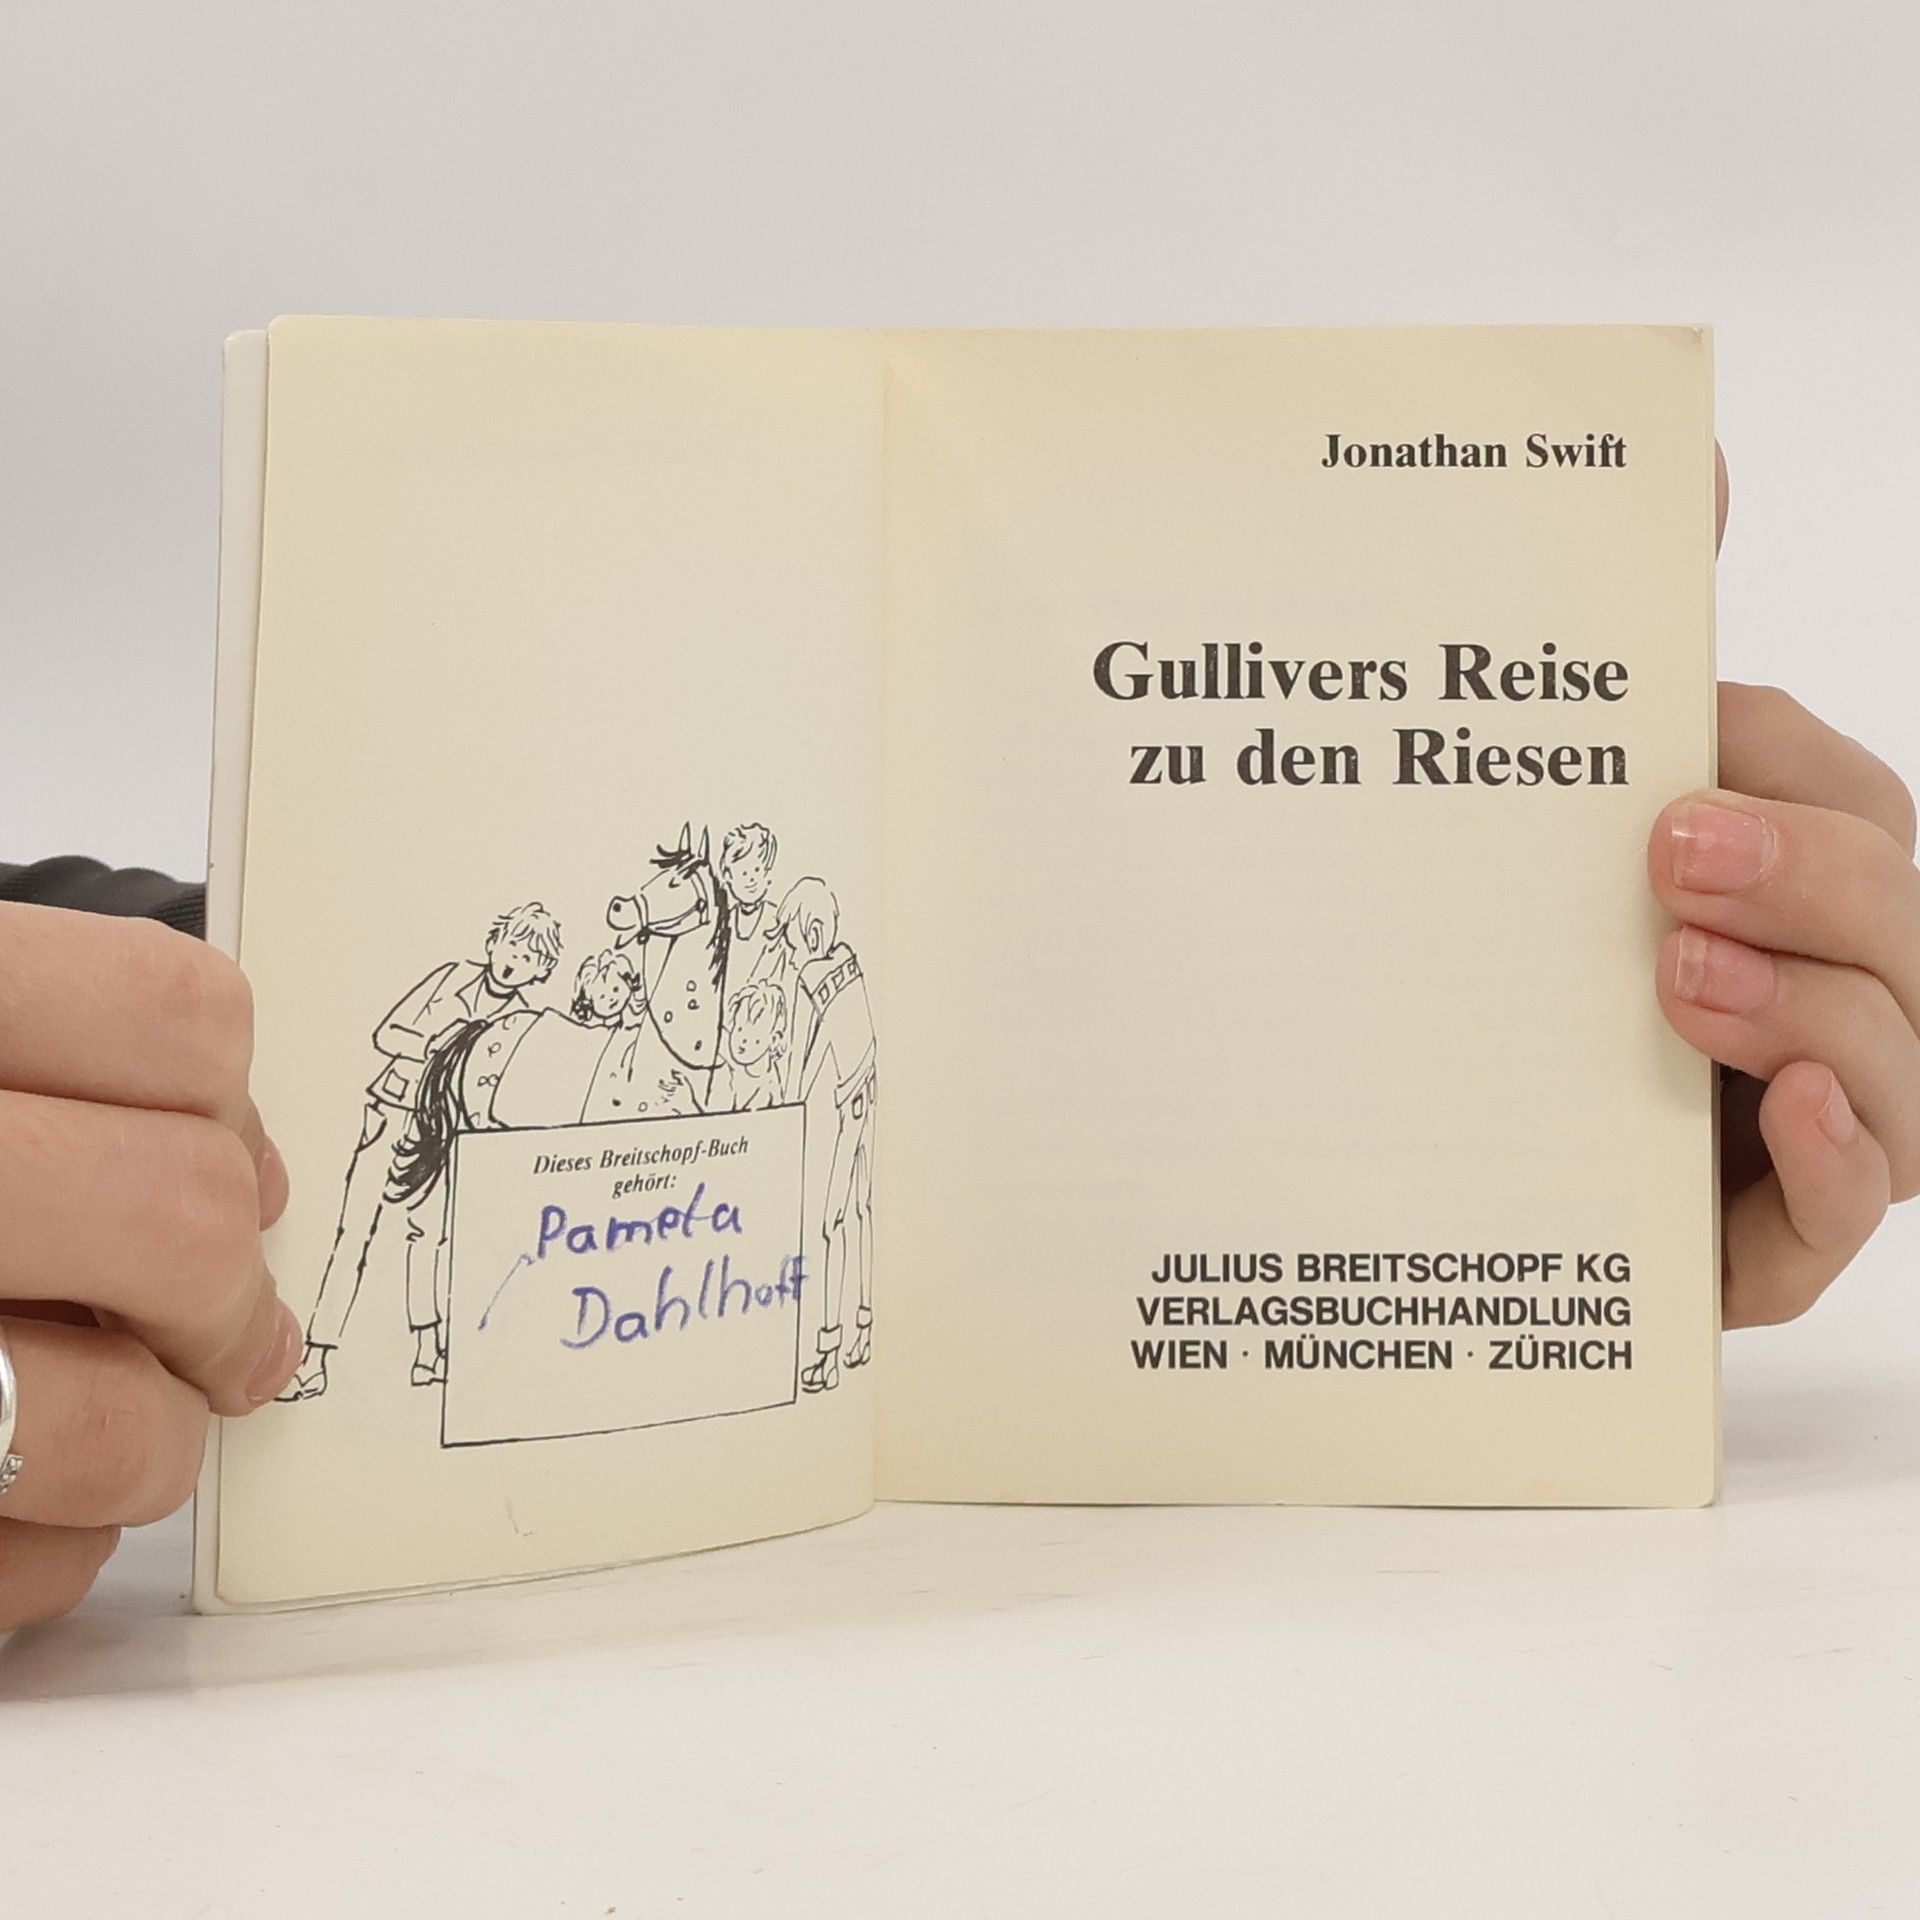 Dieses Breitschopf-Buch
gehört:
Pamela
Dahlhoff
Jonathan Swift
Gullivers Reise
zu den Riesen
JULIUS BREITSCHOPF KG
VERLAGSBUCHHANDLUNG
WIEN · MÜNCHEN · ZÜRICH